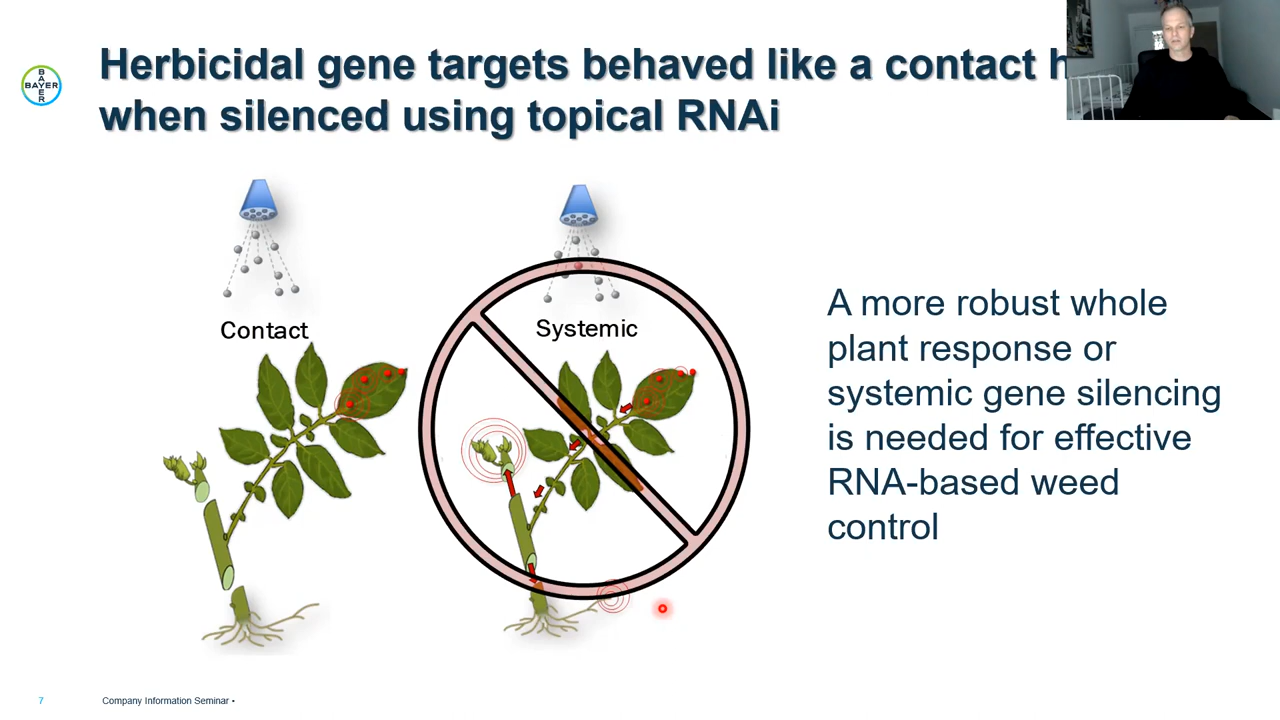 Herbicidal gene targets behaved like a contact
when silenced using topical RNAi
BAYER
BAYER
Contact
Systemic
A more robust whole
plant response or
systemic gene silencing
is needed for effective
RNA-based weed
control
7
Company Information Seminar •